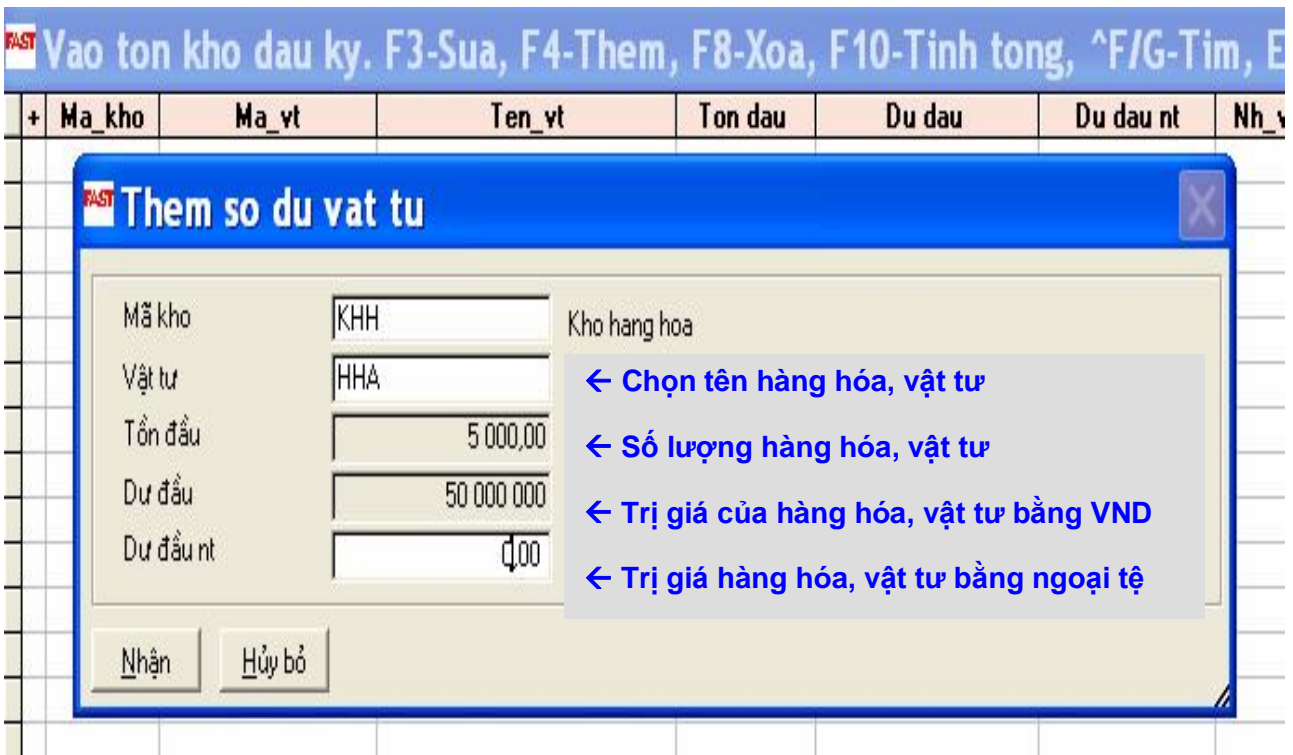 FAST Vao ton kho dau ky. F3-Sua, F4-Them, F8-Xoa, F10-Tinh tong, ^F/G-Tim, E
+ Ma_kho Ma_vt Ten_vt Ton dau Du dau Du dau nt Nh_v
FAST Them so du vat tu
Mã kho KHH Kho hang hoa
Vật tư HHA ← Chọn tên hàng hóa, vật tư
Tồn đầu 5 000,00 ← Số lượng hàng hóa, vật tư
Dư đầu 50 000 000 ← Trị giá của hàng hóa, vật tư bằng VND
Dư đầu nt 0,00 ← Trị giá hàng hóa, vật tư bằng ngoại tệ
Nhận Hủy bỏ